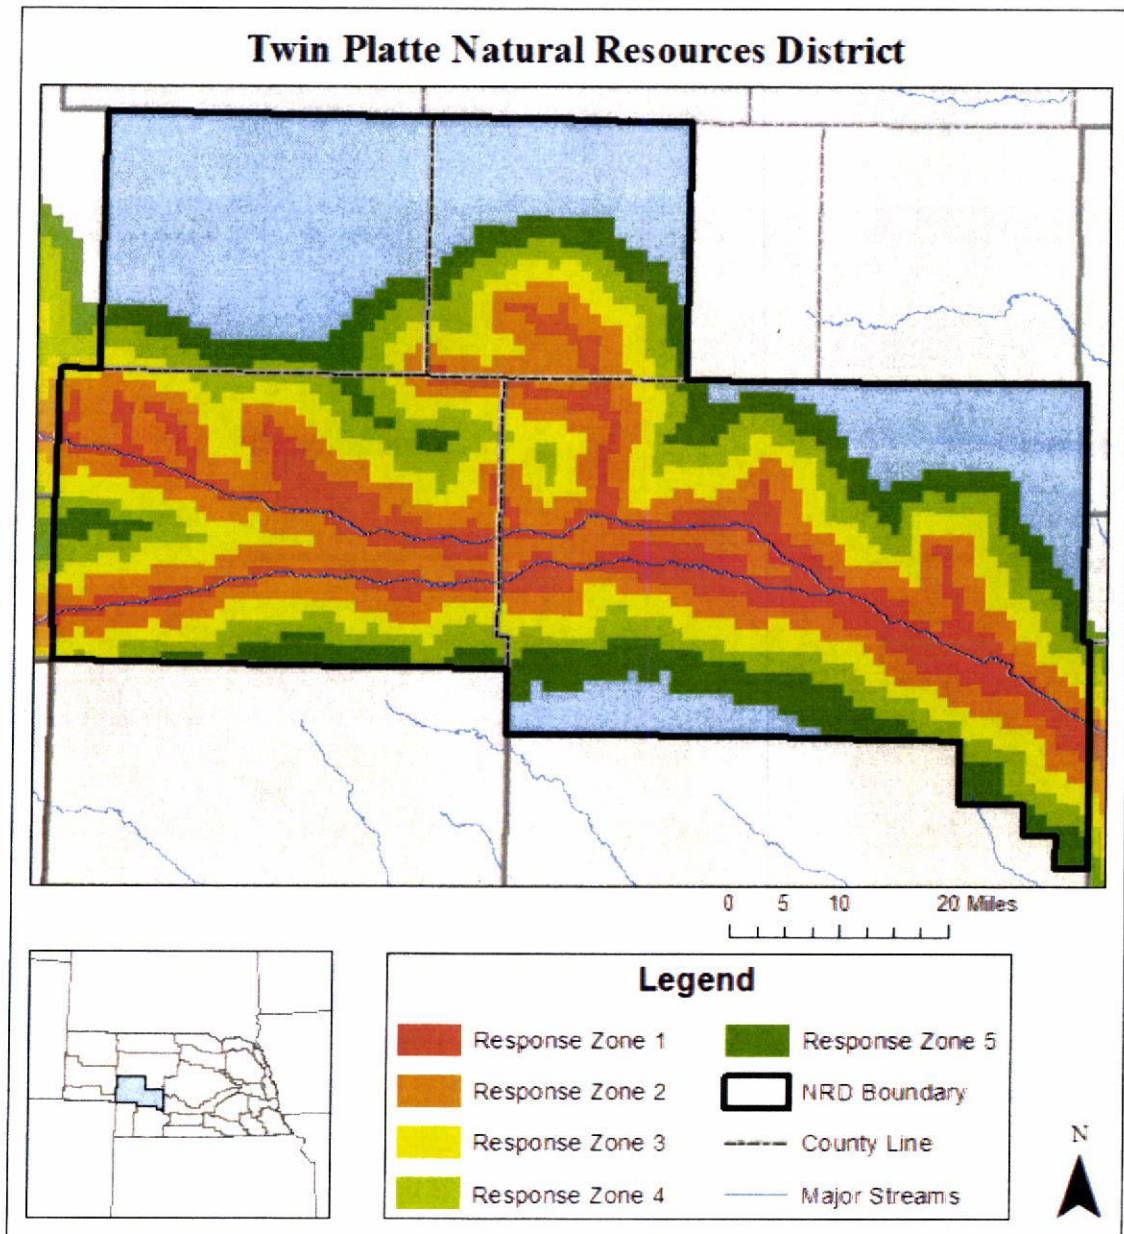 Twin Platte Natural Resources District
0 5 10 20 Miles
Legend
Response Zone 1
Response Zone 2
Response Zone 3
Response Zone 4
Response Zone 5
NRD Boundary
County Line
Major Streams
N